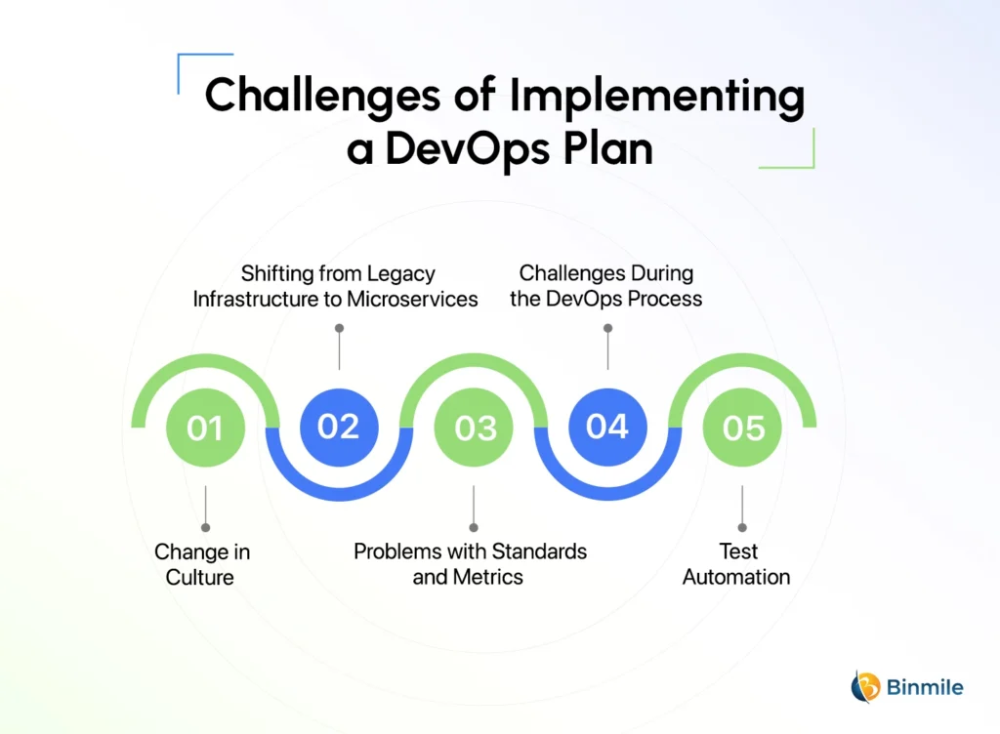 Challenges of Implementing
a DevOps Plan
01
Change in
Culture
Shifting from Legacy
Infrastructure to Microservices
02
03
Problems with Standards
and Metrics
Challenges During
the DevOps Process
04
05
Test
Automation
Binmile